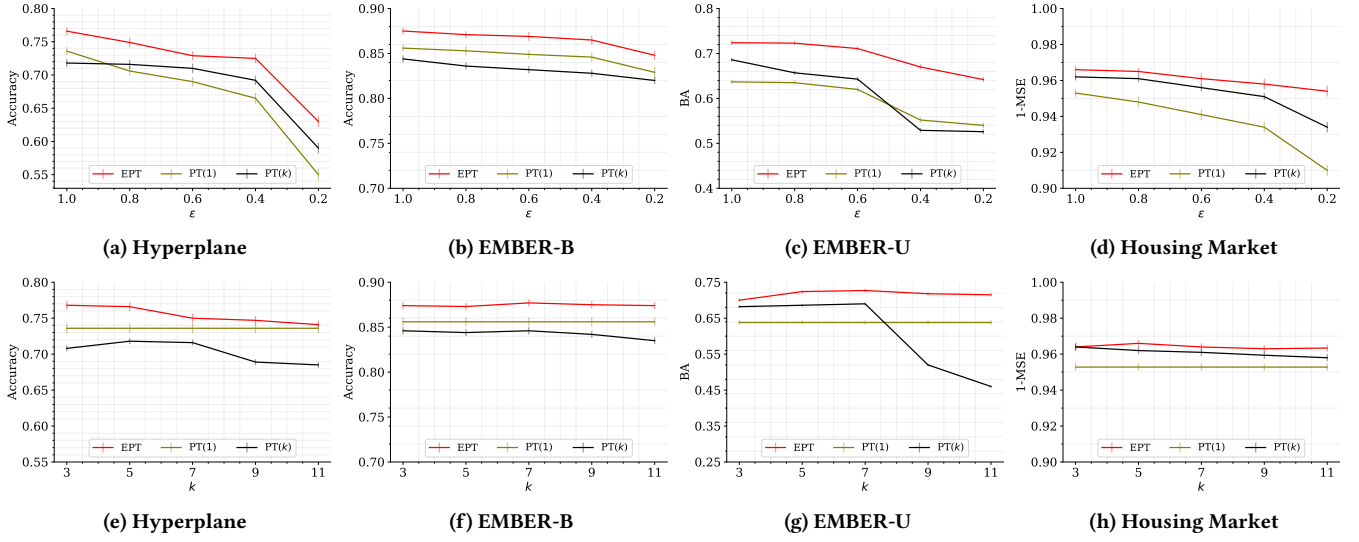 0.80
0.75
0.70
0.65
0.60
0.55
Accuracy
1.0 0.8 0.6 0.4 0.2
ε
EPT PT(1) PT(k)
(a) Hyperplane
0.90
0.85
0.80
0.75
0.70
Accuracy
1.0 0.8 0.6 0.4 0.2
ε
EPT PT(1) PT(k)
(b) EMBER-B
0.8
0.7
0.6
0.5
0.4
BA
1.0 0.8 0.6 0.4 0.2
ε
EPT PT(1) PT(k)
(c) EMBER-U
1.00
0.98
0.96
0.94
0.92
0.90
1-MSE
1.0 0.8 0.6 0.4 0.2
ε
EPT PT(1) PT(k)
(d) Housing Market
0.80
0.75
0.70
0.65
0.60
0.55
Accuracy
3 5 7 9 11
k
EPT PT(1) PT(k)
(e) Hyperplane
0.90
0.85
0.80
0.75
0.70
Accuracy
3 5 7 9 11
k
EPT PT(1) PT(k)
(f) EMBER-B
0.75
0.65
0.55
0.45
0.35
0.25
BA
3 5 7 9 11
k
EPT PT(1) PT(k)
(g) EMBER-U
1.00
0.98
0.96
0.94
0.92
0.90
1-MSE
3 5 7 9 11
k
EPT PT(1) PT(k)
(h) Housing Market